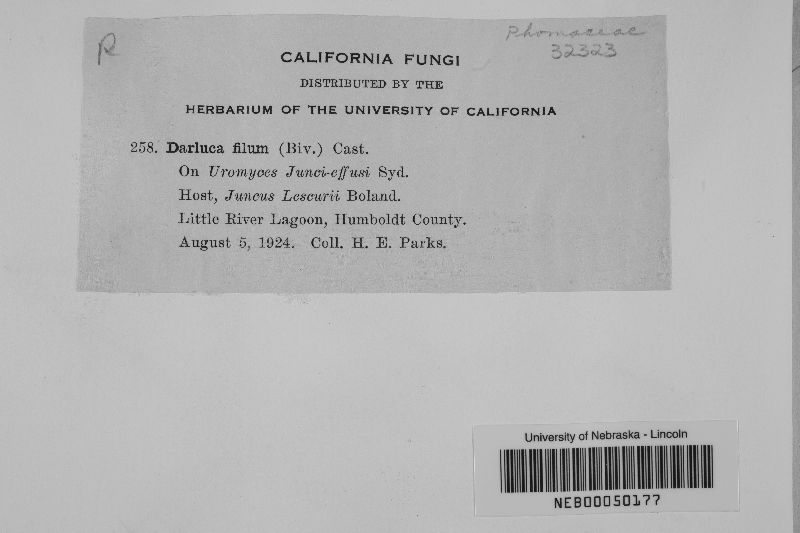 R
Phomaceae
32323
CALIFORNIA FUNGI
DISTRIBUTED BY THE
HERBARIUM OF THE UNIVERSITY OF CALIFORNIA
258. Darluca filum (Biv.) Cast.
On Uromyces Junci-effusi Syd.
Host, Juncus Lescurii Boland.
Little River Lagoon, Humboldt County.
August 5, 1924. Coll. H. E. Parks.
University of Nebraska - Lincoln
NEB00050177